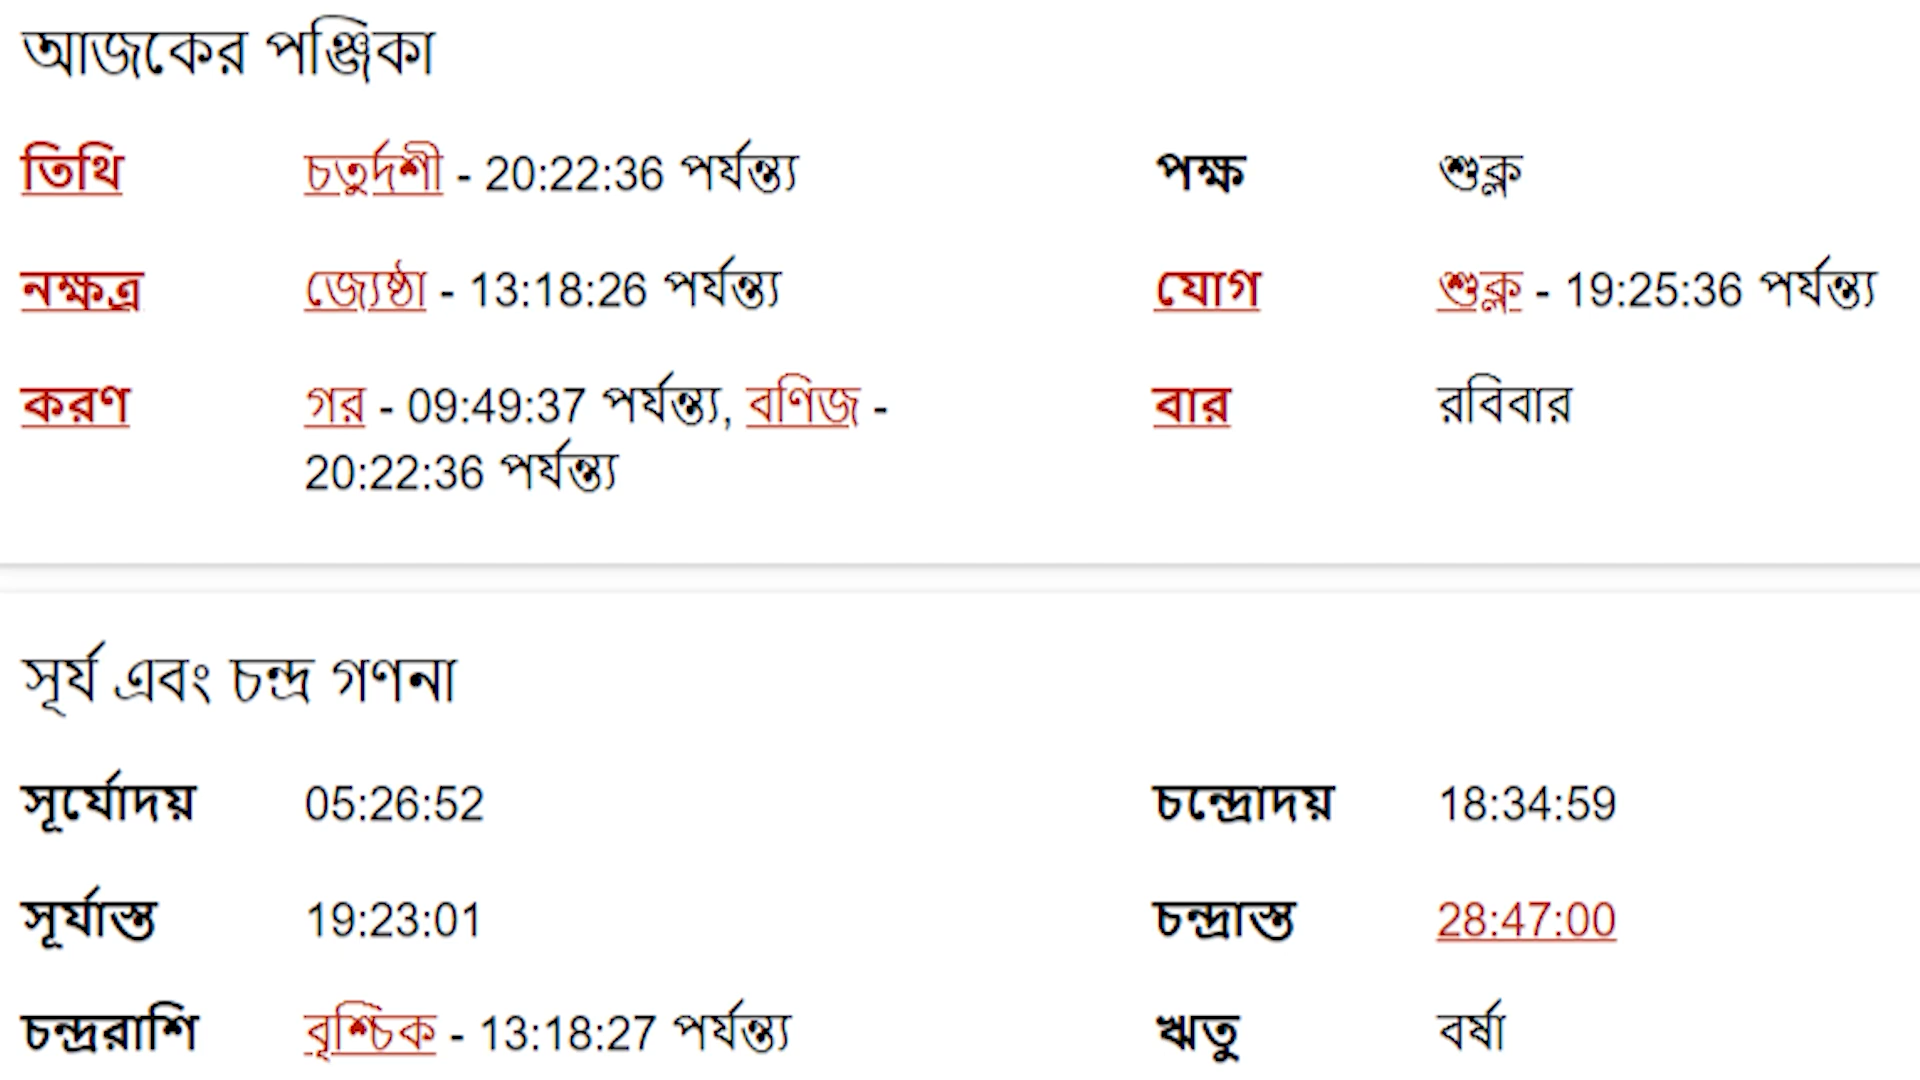 আজকের পঞ্জিকা
তিথি চতুর্দশী - 20:22:36 পর্যন্ত্য পক্ষ শুক্ল
নক্ষত্র জ্যেষ্ঠা - 13:18:26 পর্যন্ত্য যোগ শুক্ল - 19:25:36 পর্যন্ত্য
করণ গর - 09:49:37 পর্যন্ত্য, বণিজ - বার রবিবার
20:22:36 পর্যন্ত্য
সূর্য এবং চন্দ্র গণনা
সূর্যোদয় 05:26:52 চন্দ্রোদয় 18:34:59
সূর্যাস্ত 19:23:01 চন্দ্রাস্ত 28:47:00
চন্দ্ররাশি বৃশ্চিক - 13:18:27 পর্যন্ত্য ঋতু বর্ষা